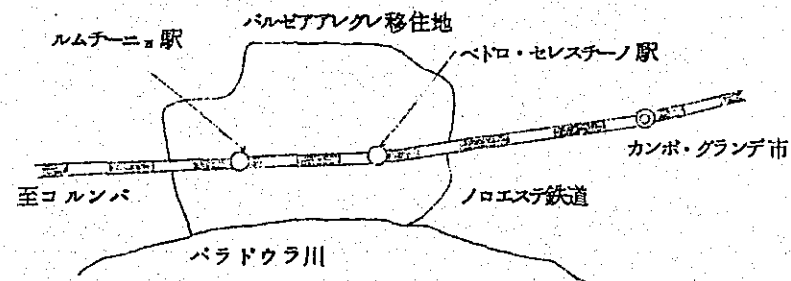 バルゼアアレグレ移住地
ルムチーニョ駅
ペドロ・セレスチーノ駅
カンポ・グランデ市
至コルンバ
ノロエステ鉄道
パラドウラ川